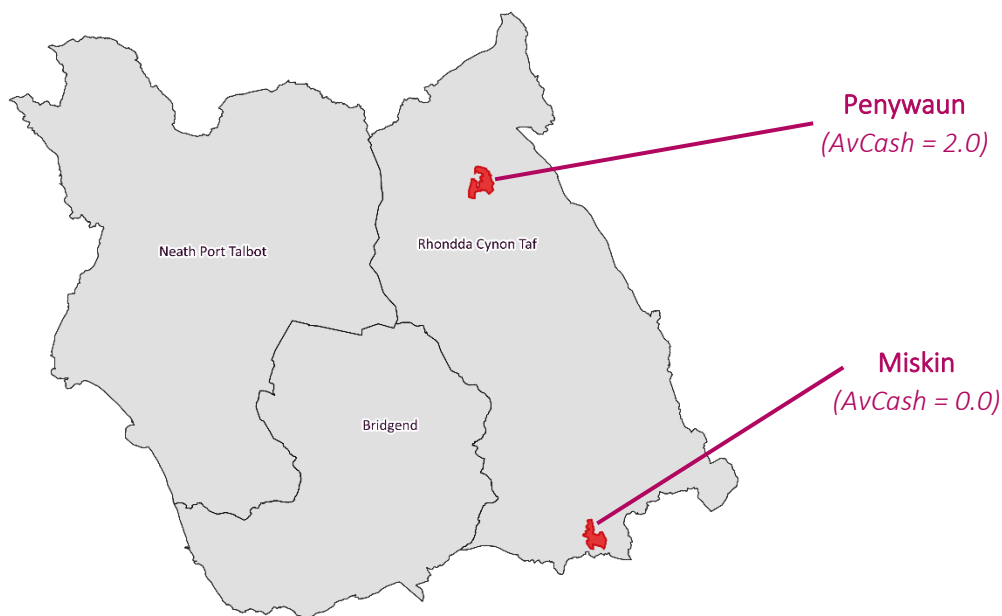 Penywaun
(AvCash = 2.0)
Neath Port Talbot
Rhondda Cynon Taf
Miskin
(AvCash = 0.0)
Bridgend